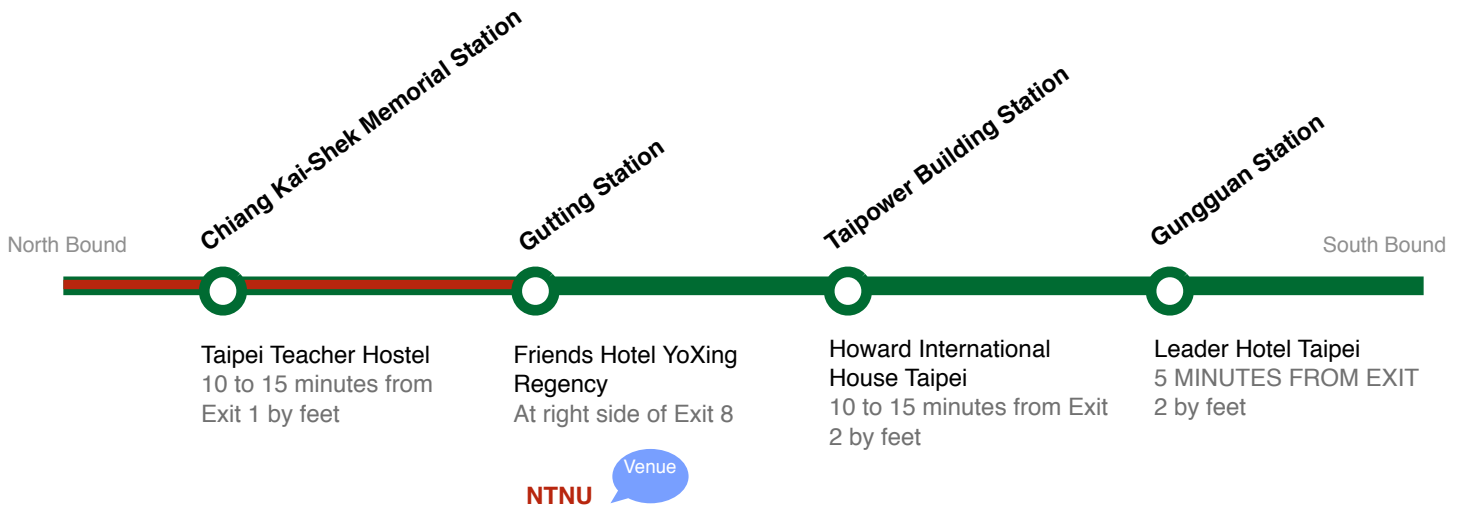 Chiang Kai-Shek Memorial Station
Gutting Station
Taipower Building Station
Gungguan Station
North Bound
South Bound
Taipei Teacher Hostel
10 to 15 minutes from
Exit 1 by feet
Friends Hotel YoXing
Regency
At right side of Exit 8
Howard International
House Taipei
10 to 15 minutes from Exit
2 by feet
Leader Hotel Taipei
5 MINUTES FROM EXIT
2 by feet
Venue
NTNU